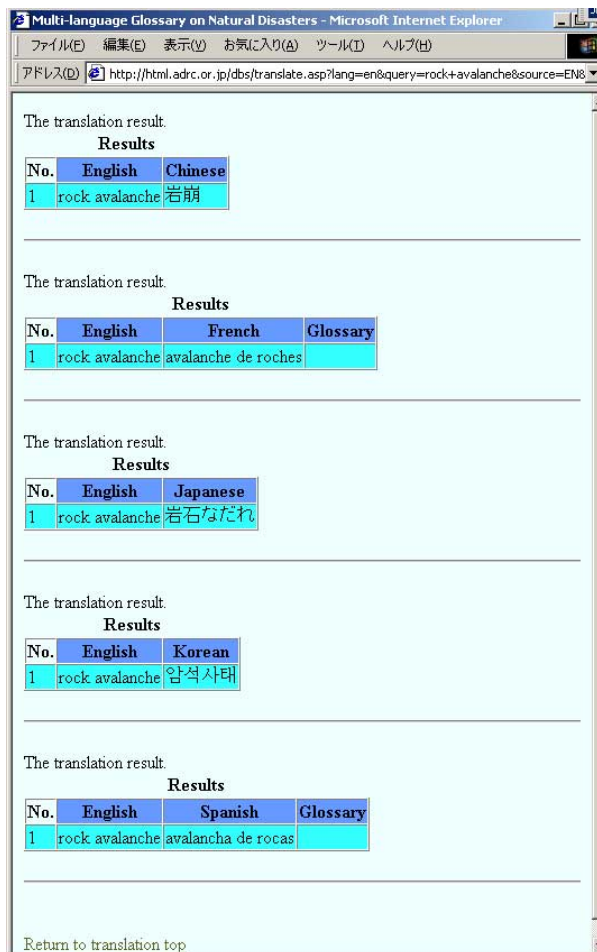 Multi-language Glossary on Natural Disasters - Microsoft Internet Explorer
ファイル(F) 編集(E) 表示(V) お気に入り(A) ツール(T) ヘルプ(H)
アドレス(D) http://html.adrc.or.jp/dbs/translate.asp?lang=en&query=rock+avalanche&source=EN&
The translation result.
Results
No. English Chinese
1 rock avalanche 岩崩
The translation result.
Results
No. English French Glossary
1 rock avalanche avalanche de roches
The translation result.
Results
No. English Japanese
1 rock avalanche 岩石なだれ
The translation result.
Results
No. English Korean
1 rock avalanche 암석사태
The translation result.
Results
No. English Spanish Glossary
1 rock avalanche avalancha de rocas
Return to translation top